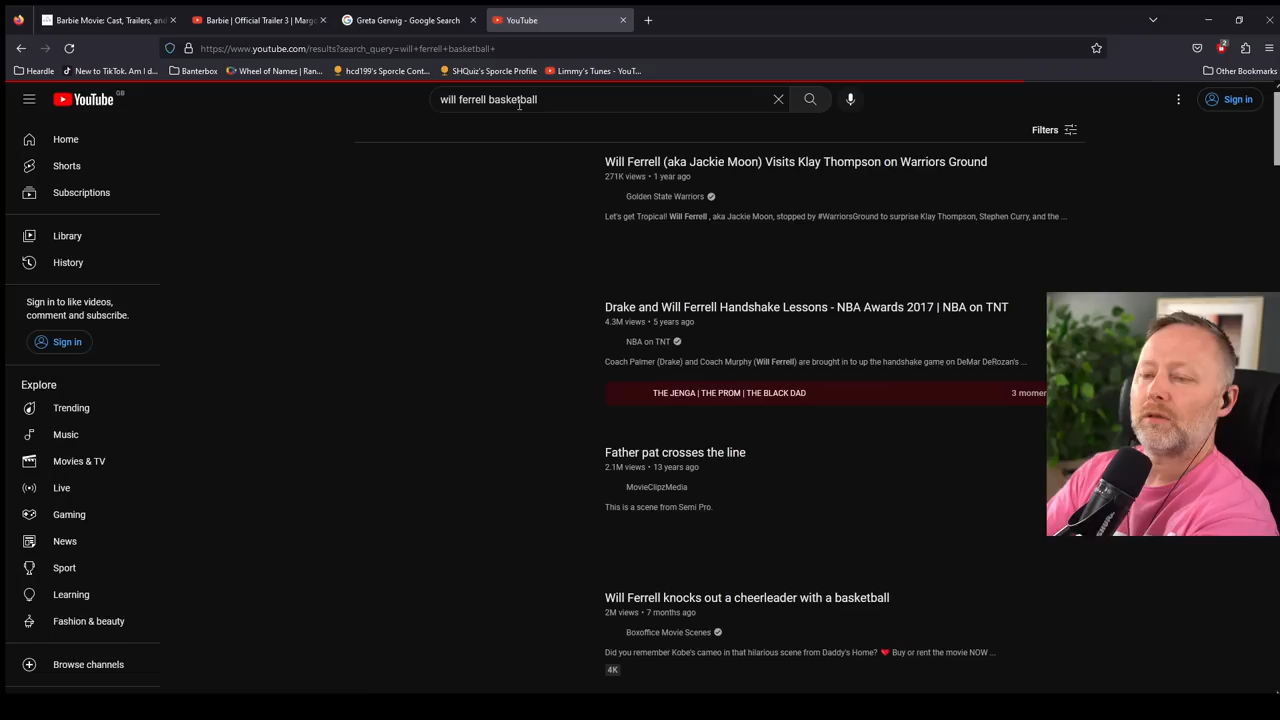 Barbie Movie: Cast, Trailers, and
Barbie | Official Trailer 3 | Margo
Greta Gerwig - Google Search
YouTube
https://www.youtube.com/results?search_query=will+ferrell+basketball+
2
Heardle
New to TikTok. Am I d...
Banterbox
Wheel of Names | Ran...
hcd199's Sporcle Cont...
SHQuiz's Sporcle Profile
Limmy's Tunes - YouT...
Other Bookmarks
YouTube GB
will ferrell basketball
Sign in
Filters
Home
Shorts
Subscriptions
Library
History
Sign in to like videos,
comment and subscribe.
Sign in
Explore
Trending
Music
Movies & TV
Live
Gaming
News
Sport
Learning
Fashion & beauty
Browse channels
Will Ferrell (aka Jackie Moon) Visits Klay Thompson on Warriors Ground
271K views • 1 year ago
Golden State Warriors
Let's get Tropical! Will Ferrell , aka Jackie Moon, stopped by #WarriorsGround to surprise Klay Thompson, Stephen Curry, and the ...
Drake and Will Ferrell Handshake Lessons - NBA Awards 2017 | NBA on TNT
4.3M views • 5 years ago
NBA on TNT
Coach Palmer (Drake) and Coach Murphy (Will Ferrell) are brought in to up the handshake game on DeMar DeRozan's ...
THE JENGA | THE PROM | THE BLACK DAD
3 momen
Father pat crosses the line
2.1M views • 13 years ago
MovieClipzMedia
This is a scene from Semi Pro.
Will Ferrell knocks out a cheerleader with a basketball
2M views • 7 months ago
Boxoffice Movie Scenes
Did you remember Kobe's cameo in that hilarious scene from Daddy's Home? ❤️ Buy or rent the movie NOW ...
4K